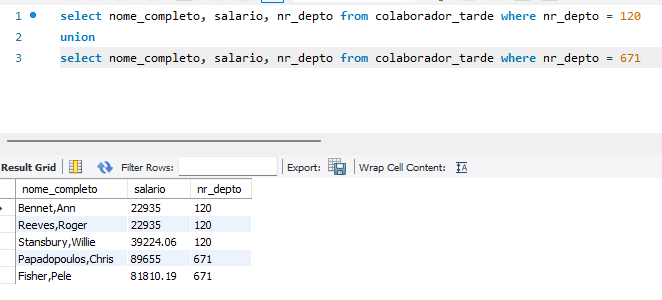 1 select nome_completo, salario, nr_depto from colaborador_tarde where nr_depto = 120
2 union
3 select nome_completo, salario, nr_depto from colaborador_tarde where nr_depto = 671
Result Grid Filter Rows: Export: Wrap Cell Content:
nome_completo salario nr_depto
Bennet,Ann 22935 120
Reeves,Roger 22935 120
Stansbury,Willie 39224.06 120
Papadopoulos,Chris 89655 671
Fisher,Pele 81810.19 671